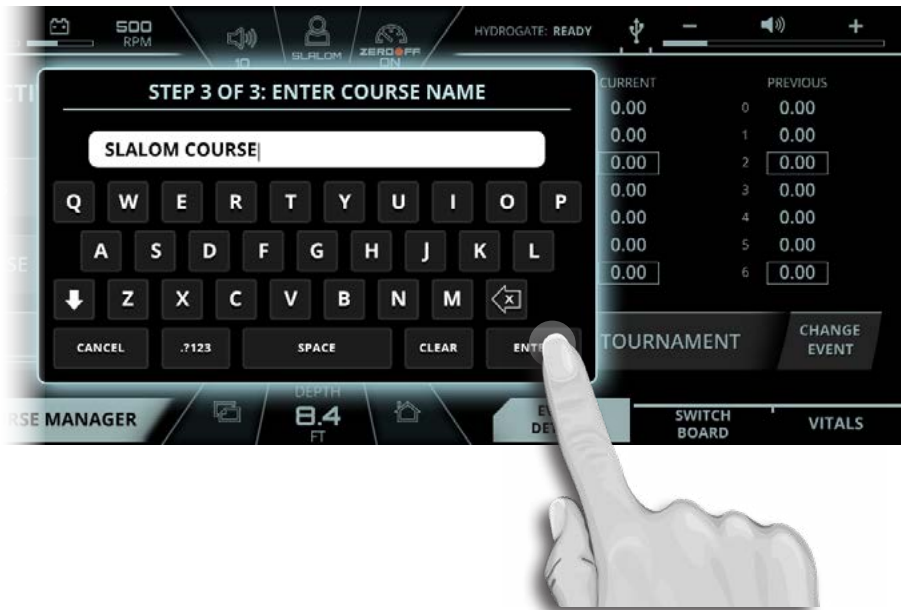 500
RPM
10
SLALOM
ZEROOFF
ON
HYDROGATE: READY
STEP 3 OF 3: ENTER COURSE NAME
SLALOM COURSE
Q W E R T Y U I O P
A S D F G H J K L
Z X C V B N M
CANCEL .?123 SPACE CLEAR
CURRENT PREVIOUS
0.00 0 0.00
0.00 1 0.00
0.00 2 0.00
0.00 3 0.00
0.00 4 0.00
0.00 5 0.00
0.00 6 0.00
TOURNAMENT
CHANGE
EVENT
MANAGER
DEPTH
8.4
FT
SWITCH
BOARD
VITALS